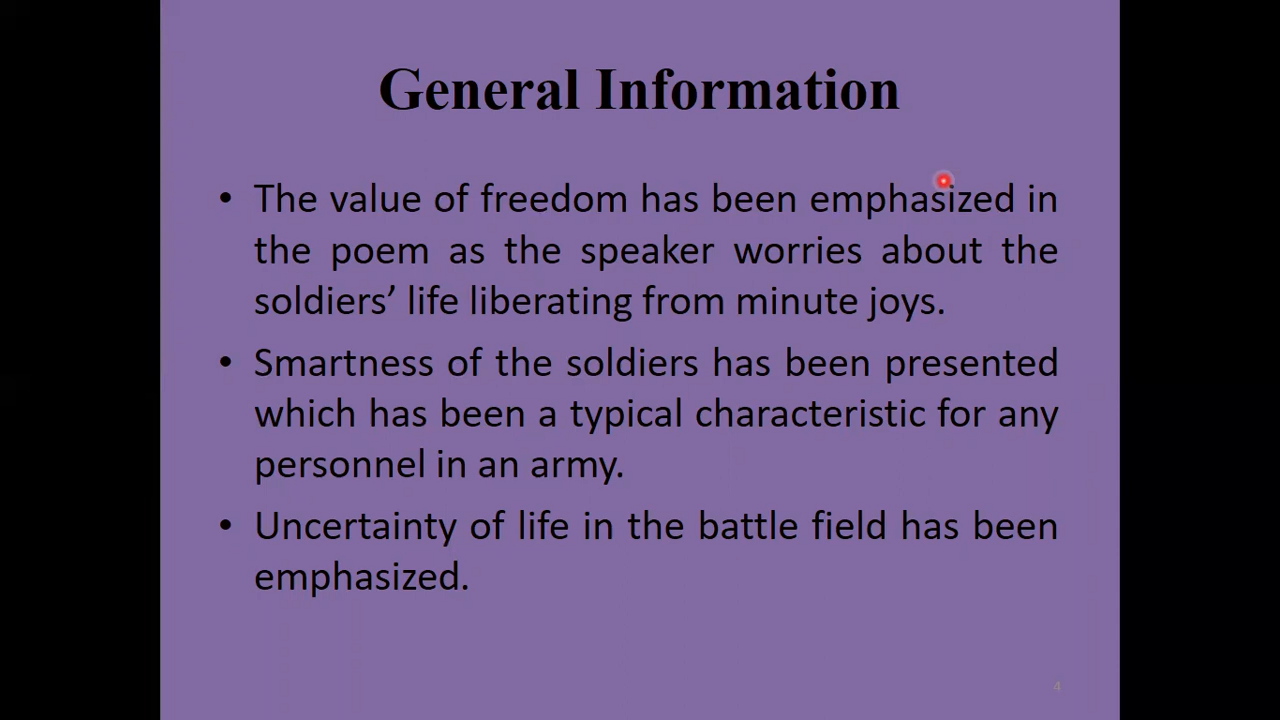 General Information
• The value of freedom has been emphasized in
the poem as the speaker worries about the
soldiers’ life liberating from minute joys.
• Smartness of the soldiers has been presented
which has been a typical characteristic for any
personnel in an army.
• Uncertainty of life in the battle field has been
emphasized.
4